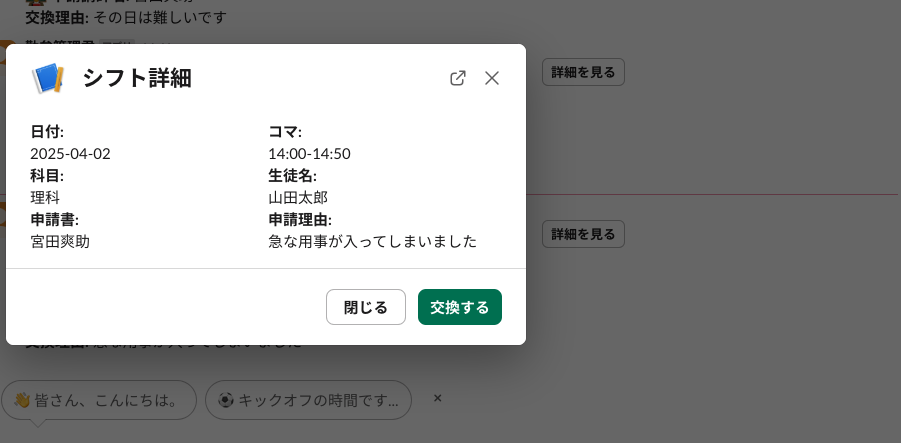 交換理由: その日は難しいです
詳細を見る
シフト詳細
日付:
2025-04-02
コマ:
14:00-14:50
科目:
理科
生徒名:
山田太郎
申請書:
宮田爽助
申請理由:
急な用事が入ってしまいました
詳細を見る
閉じる
交換する
👋 皆さん、こんにちは。
⚽ キックオフの時間です...